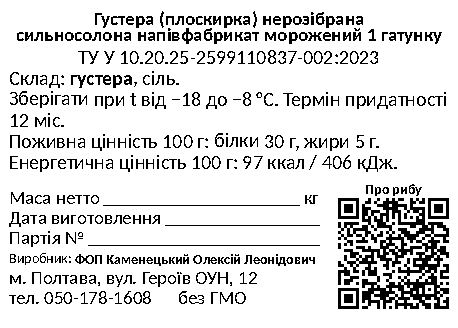 Густера (плоскирка) нерозібрана
сильносолона напівфабрикат морожений 1 гатунку
ТУ У 10.20.25-2599110837-002:2023
Склад: густера, сіль.
Зберігати при t від −18 до −8 °С. Термін придатності
12 міс.
Поживна цінність 100 г: білки 30 г, жири 5 г.
Енергетична цінність 100 г: 97 ккал / 406 кДж.
Маса нетто ______________________ кг
Дата виготовлення _________________
Партія № _________________________
Про рибу
Виробник: ФОП Каменецький Олексій Леонідович
м. Полтава, вул. Героїв ОУН, 12
тел. 050-178-1608 без ГМО